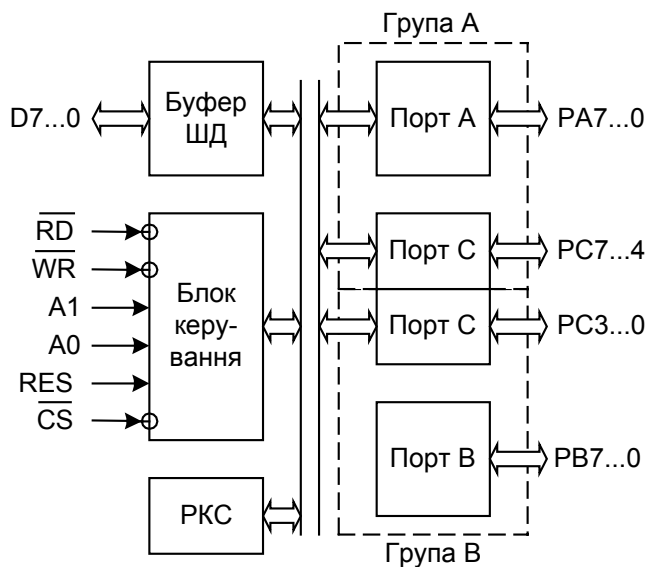 Група А
D7...0
Буфер
ШД
Порт А
PA7...0
RD
WR
A1
A0
RES
CS
Блок
керу-
вання
Порт С
PC7...4
Порт С
PC3...0
Порт В
PB7...0
РКС
Група В